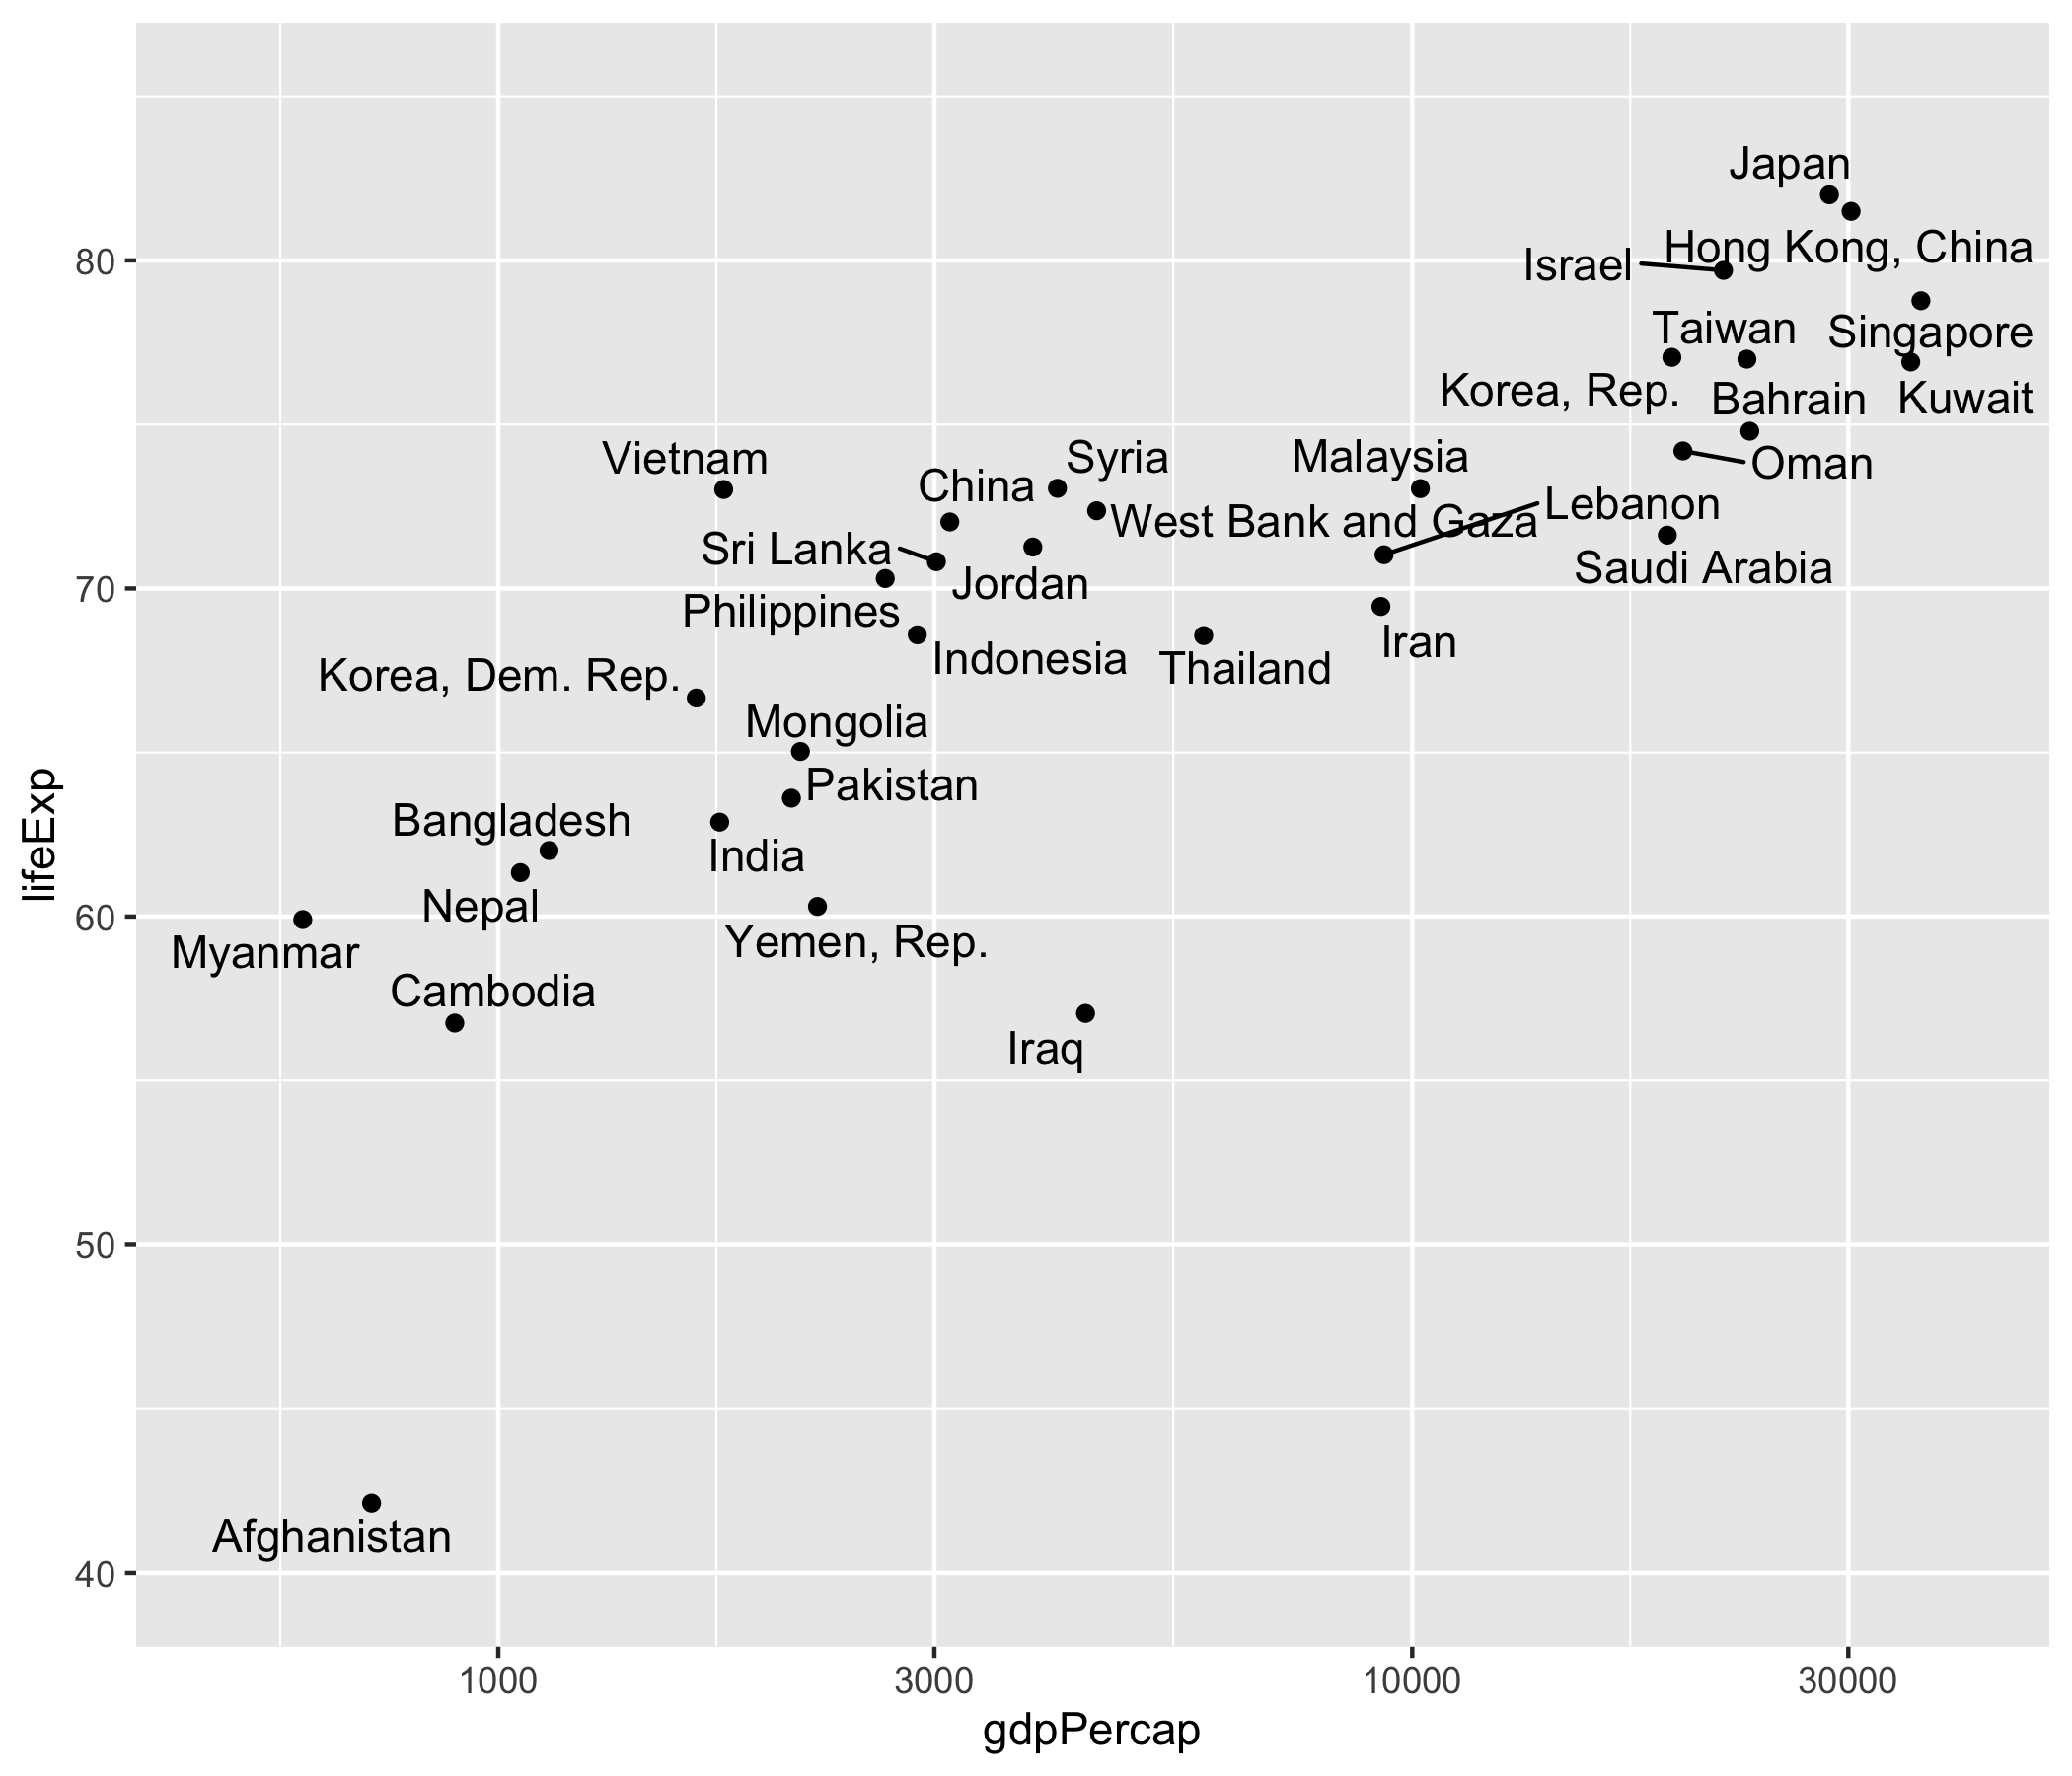 Japan
Hong Kong, China
Israel
80
Taiwan
Singapore
Korea, Rep.
Bahrain
Kuwait
Vietnam
Syria
Malaysia
Oman
China
Lebanon
West Bank and Gaza
Sri Lanka
Saudi Arabia
Jordan
70
Philippines
Iran
Indonesia
Thailand
Korea, Dem. Rep.
Mongolia
Pakistan
Bangladesh
lifeExp
India
Nepal
60
Yemen, Rep.
Myanmar
Cambodia
Iraq
50
Afghanistan
40
1000 3000 10000 30000
gdpPercap